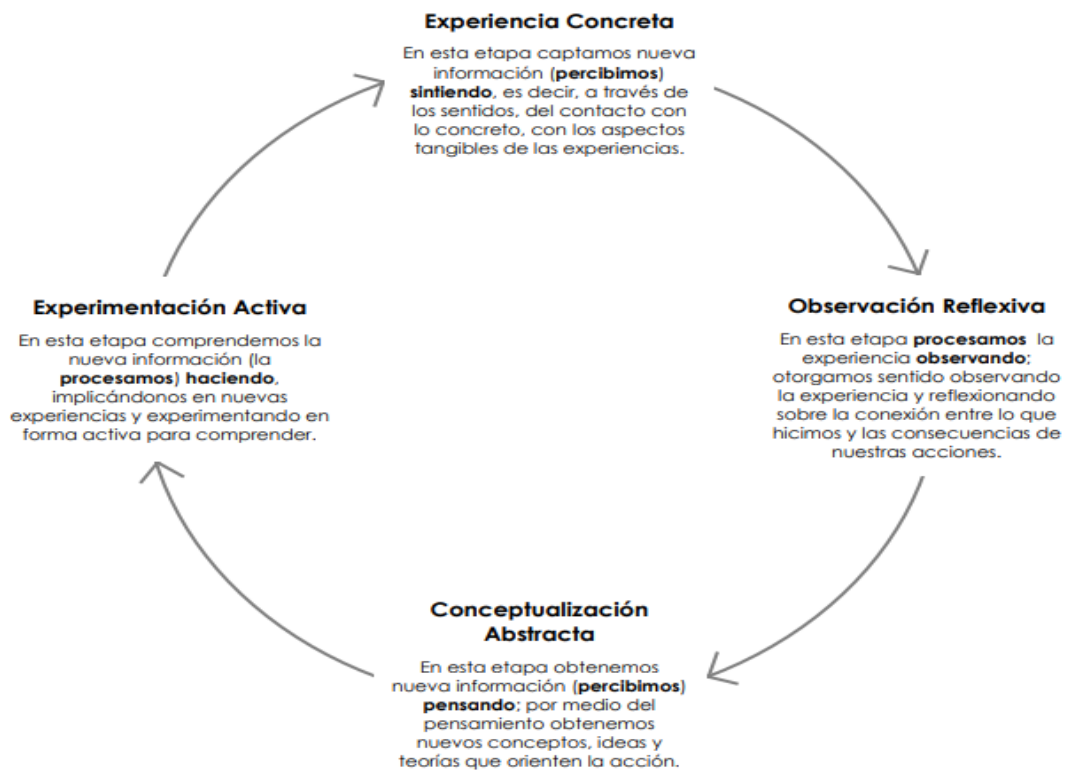 Experiencia Concreta
En esta etapa captamos nueva
información (percibimos)
sintiendo, es decir, a través de
los sentidos, del contacto con
lo concreto, con los aspectos
tangibles de las experiencias.
Observación Reflexiva
En esta etapa procesamos la
experiencia observando;
otorgamos sentido observando
la experiencia y reflexionando
sobre la conexión entre lo que
hicimos y las consecuencias de
nuestras acciones.
Conceptualización
Abstracta
En esta etapa obtenemos
nueva información (percibimos)
pensando; por medio del
pensamiento obtenemos
nuevos conceptos, ideas y
teorías que orienten la acción.
Experimentación Activa
En esta etapa comprendemos la
nueva información (la
procesamos) haciendo,
implicándonos en nuevas
experiencias y experimentando en
forma activa para comprender.